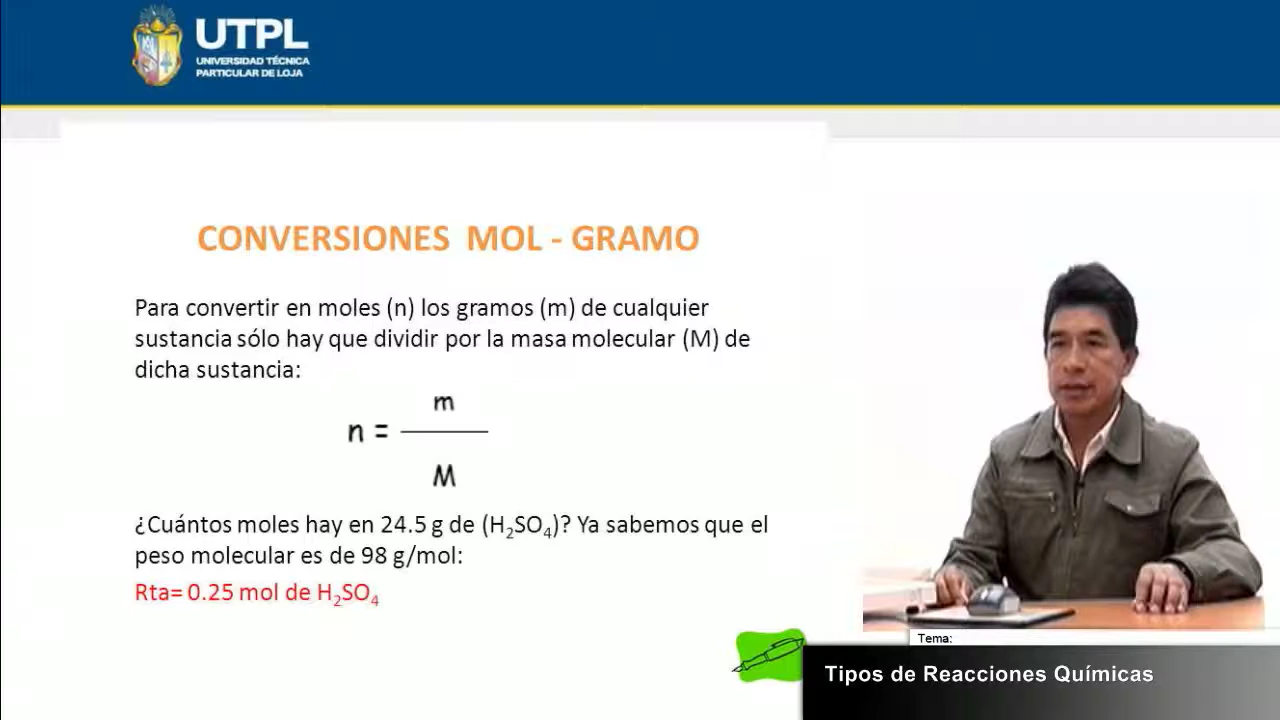 UTPL
UNIVERSIDAD TÉCNICA
PARTICULAR DE LOJA
CONVERSIONES MOL - GRAMO
Para convertir en moles (n) los gramos (m) de cualquier
sustancia sólo hay que dividir por la masa molecular (M) de
dicha sustancia:
m
n =
M
¿Cuántos moles hay en 24.5 g de (H₂SO₄)? Ya sabemos que el
peso molecular es de 98 g/mol:
Rta= 0.25 mol de H₂SO₄
Tema:
Tipos de Reacciones Químicas